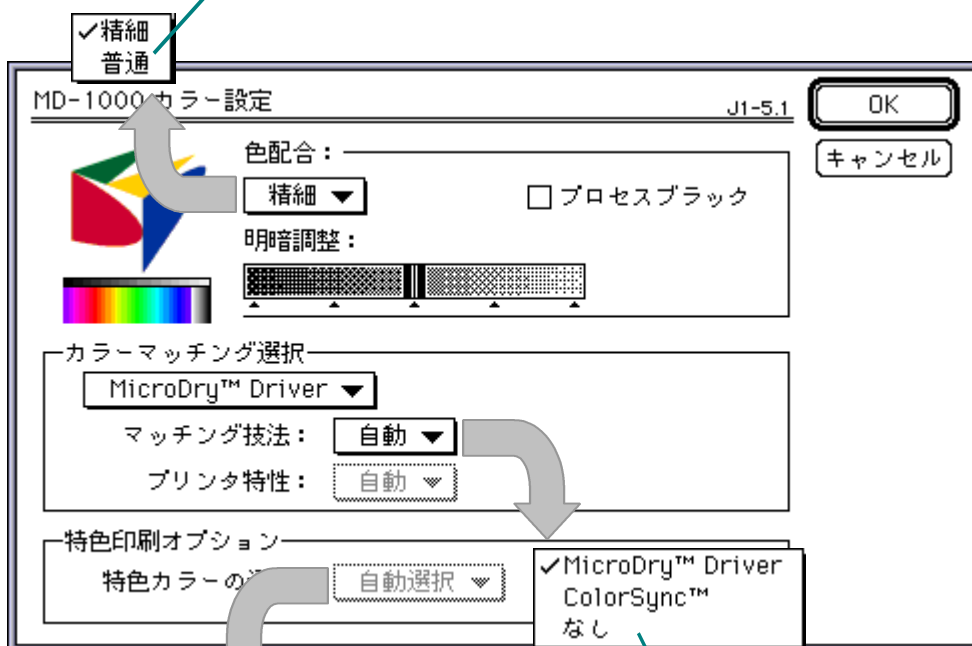 ✓精細
普通
MD-1000カラー設定
J1-5.1
OK
キャンセル
色配合：
精細
プロセスブラック
明暗調整：
カラーマッチング選択
MicroDry™ Driver
マッチング技法： 自動
プリンタ特性： 自動
特色印刷オプション
特色カラーの
自動選択
✓MicroDry™ Driver
ColorSync™
なし